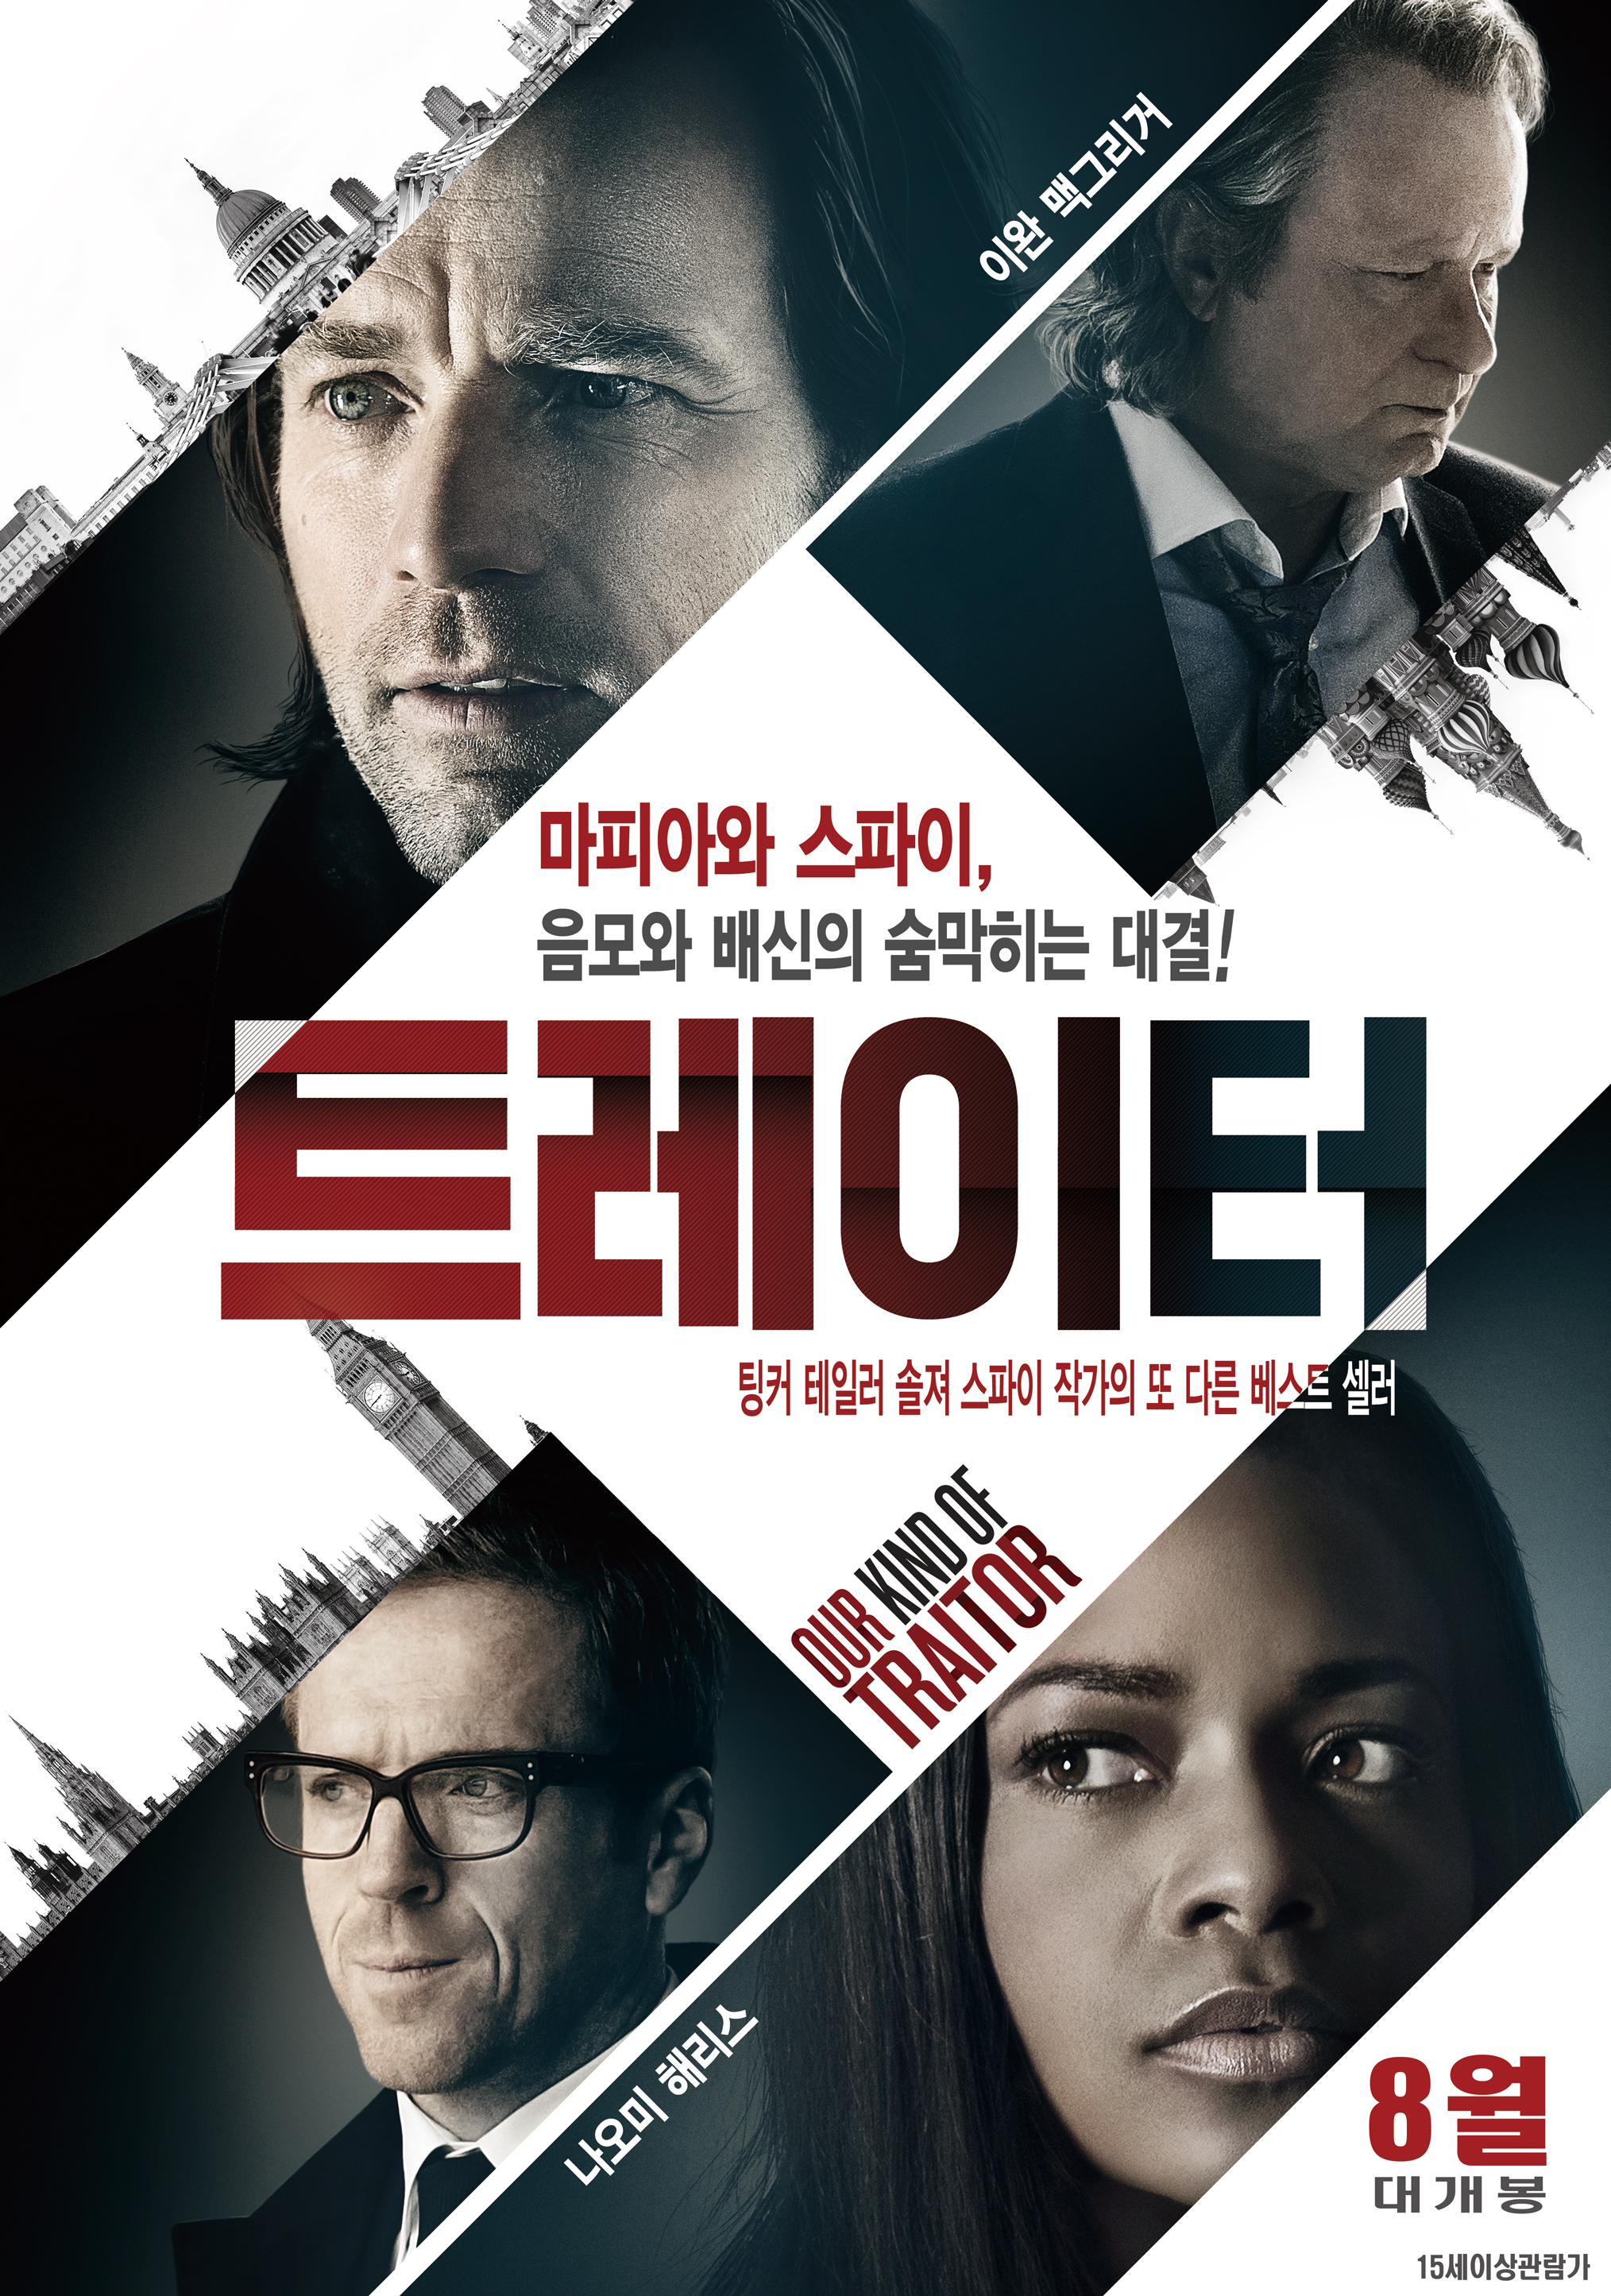 이완 맥그리거
마피아와 스파이,
음모와 배신의 숨막히는 대결!
트레이터
팅커 테일러 솔져 스파이 작가의 또 다른 베스트 셀러
OUR KIND OF
TRAITOR
나오미 해리스
8월
대개봉
15세이상관람가